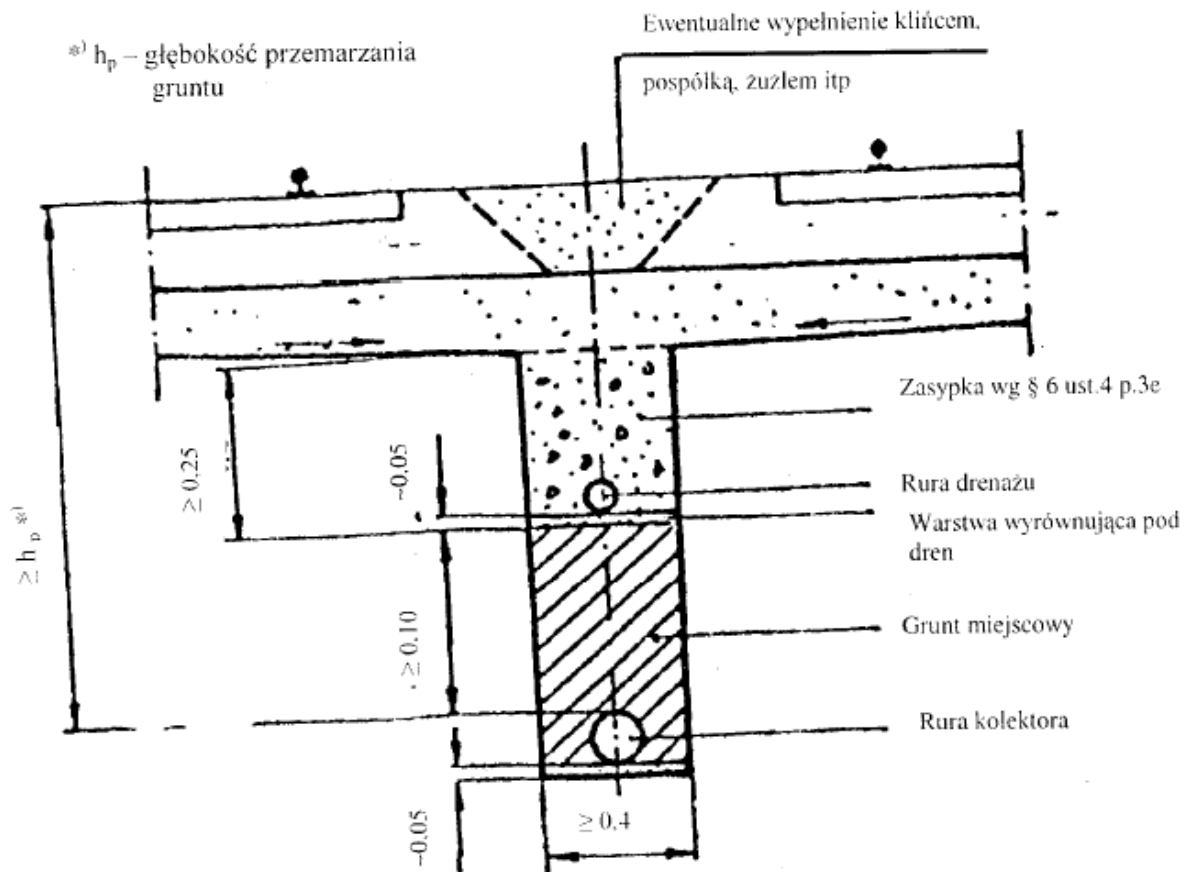 *) hp – głębokość przemarzania
gruntu
Ewentualne wypełnienie klińcem,
pospółką, żużlem itp
Zasypka wg § 6 ust.4 p.3e
Rura drenażu
Warstwa wyrównująca pod
dren
Grunt miejscowy
Rura kolektora
≥ hp *)
≥ 0.25
~0.05
≥ 0.10
~0.05
≥ 0.4